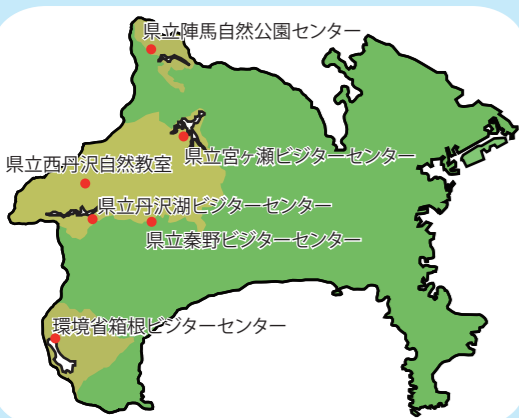 県立陣馬自然公園センター
県立宮ヶ瀬ビジターセンター
県立西丹沢自然教室
県立丹沢湖ビジターセンター
県立秦野ビジターセンター
環境省箱根ビジターセンター